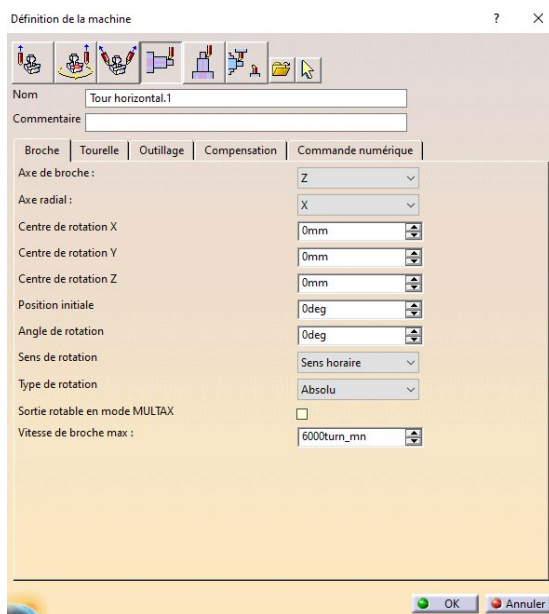 Définition de la machine ? X
Nom Tour horizontal.1
Commentaire
Broche Tourelle Outillage Compensation Commande numérique
Axe de broche : Z
Axe radial : X
Centre de rotation X 0mm
Centre de rotation Y 0mm
Centre de rotation Z 0mm
Position initiale 0deg
Angle de rotation 0deg
Sens de rotation Sens horaire
Type de rotation Absolu
Sortie rotable en mode MULTAX
Vitesse de broche max : 6000turn_mn
OK Annuler